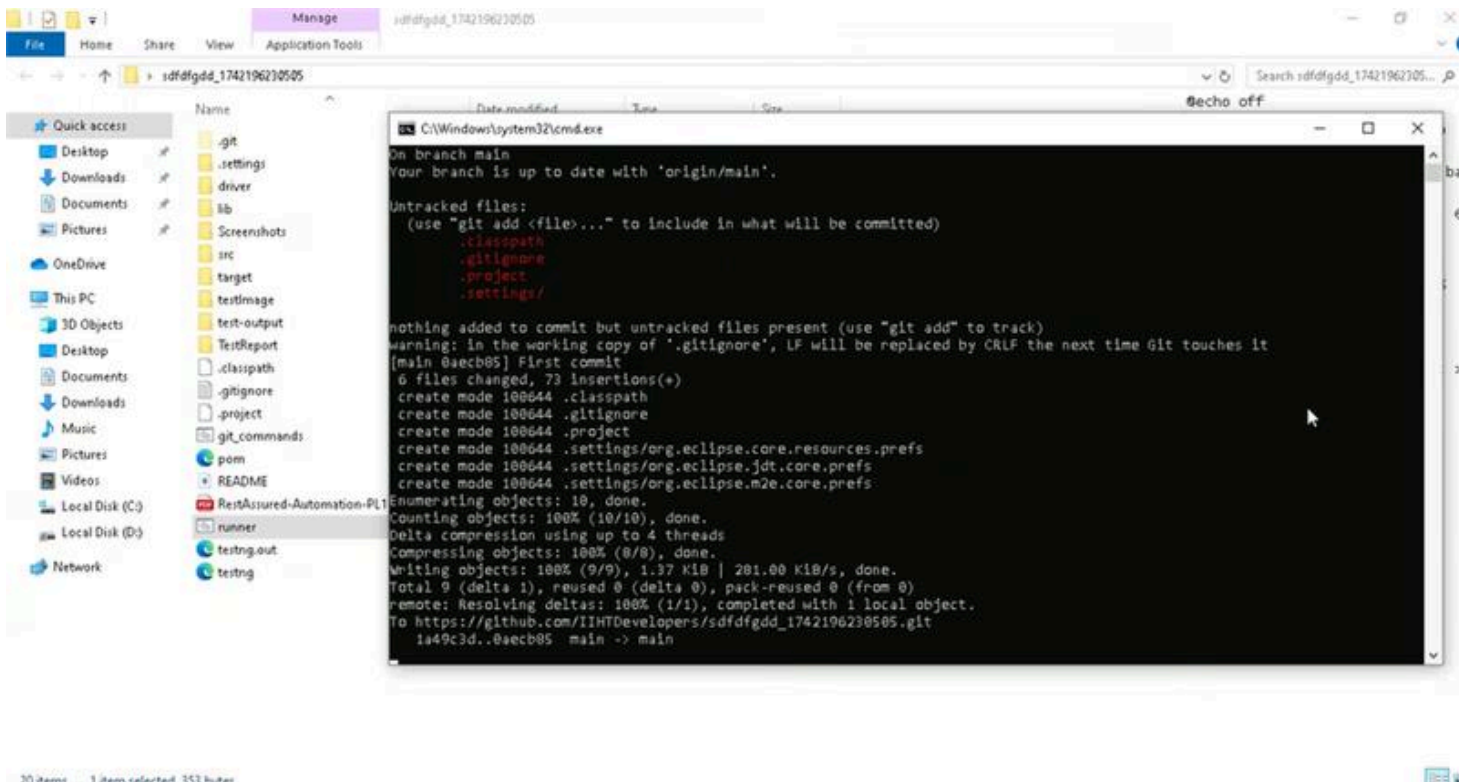 Manage
sdfdfgdd_1742196230505
File Home Share View Application Tools
sdfdfgdd_1742196230505
Search sdfdfgdd_17421962305...
Name Date modified Type Size
@echo off
Quick access
Desktop
Downloads
Documents
Pictures
OneDrive
This PC
3D Objects
Desktop
Documents
Downloads
Music
Pictures
Videos
Local Disk (C:)
Local Disk (D:)
Network
.git
.settings
driver
lib
Screenshots
src
target
testImage
test-output
TestReport
.classpath
.gitignore
.project
git_commands
pom
README
RestAssured-Automation-PL1
runner
testng.out
testng
C:\Windows\system32\cmd.exe
On branch main
Your branch is up to date with 'origin/main'.
Untracked files:
(use "git add <file>..." to include in what will be committed)
.classpath
.gitignore
.project
.settings/
nothing added to commit but untracked files present (use "git add" to track)
warning: in the working copy of '.gitignore', LF will be replaced by CRLF the next time Git touches it
[main 0aecb85] First commit
6 files changed, 73 insertions(+)
create mode 100644 .classpath
create mode 100644 .gitignore
create mode 100644 .project
create mode 100644 .settings/org.eclipse.core.resources.prefs
create mode 100644 .settings/org.eclipse.jdt.core.prefs
create mode 100644 .settings/org.eclipse.m2e.core.prefs
Enumerating objects: 10, done.
Counting objects: 100% (10/10), done.
Delta compression using up to 4 threads
Compressing objects: 100% (8/8), done.
Writing objects: 100% (9/9), 1.37 KiB | 281.00 KiB/s, done.
Total 9 (delta 1), reused 0 (delta 0), pack-reused 0 (from 0)
remote: Resolving deltas: 100% (1/1), completed with 1 local object.
To https://github.com/IIHTDevelopers/sdfdfgdd_1742196230505.git
1a49c3d..0aecb85 main -> main
20 items 1 item selected 353 bytes